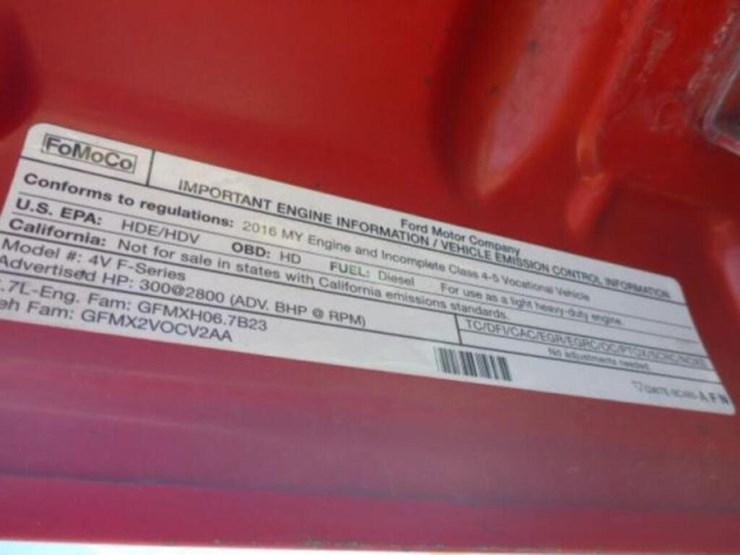 FoMoCo
Ford Motor Company
IMPORTANT ENGINE INFORMATION / VEHICLE EMISSION CONTROL INFORMATION
Conforms to regulations: 2016 MY Engine and Incomplete Class 4-5 Vocational Vehicle
U.S. EPA: HDE/HDV OBD: HD FUEL: Diesel For use as a light heavy-duty engine.
California: Not for sale in states with California emissions standards.
Model #: 4V F-Series
Advertised HP: 300@2800 (ADV. BHP @ RPM)
TC/DFI/CAC/EGR/EGRC/OC/PTOX/SCRC/NOXS
.7L-Eng. Fam: GFMXH06.7B23
No adjustments needed.
eh Fam: GFMX2VOCV2AA
AFN